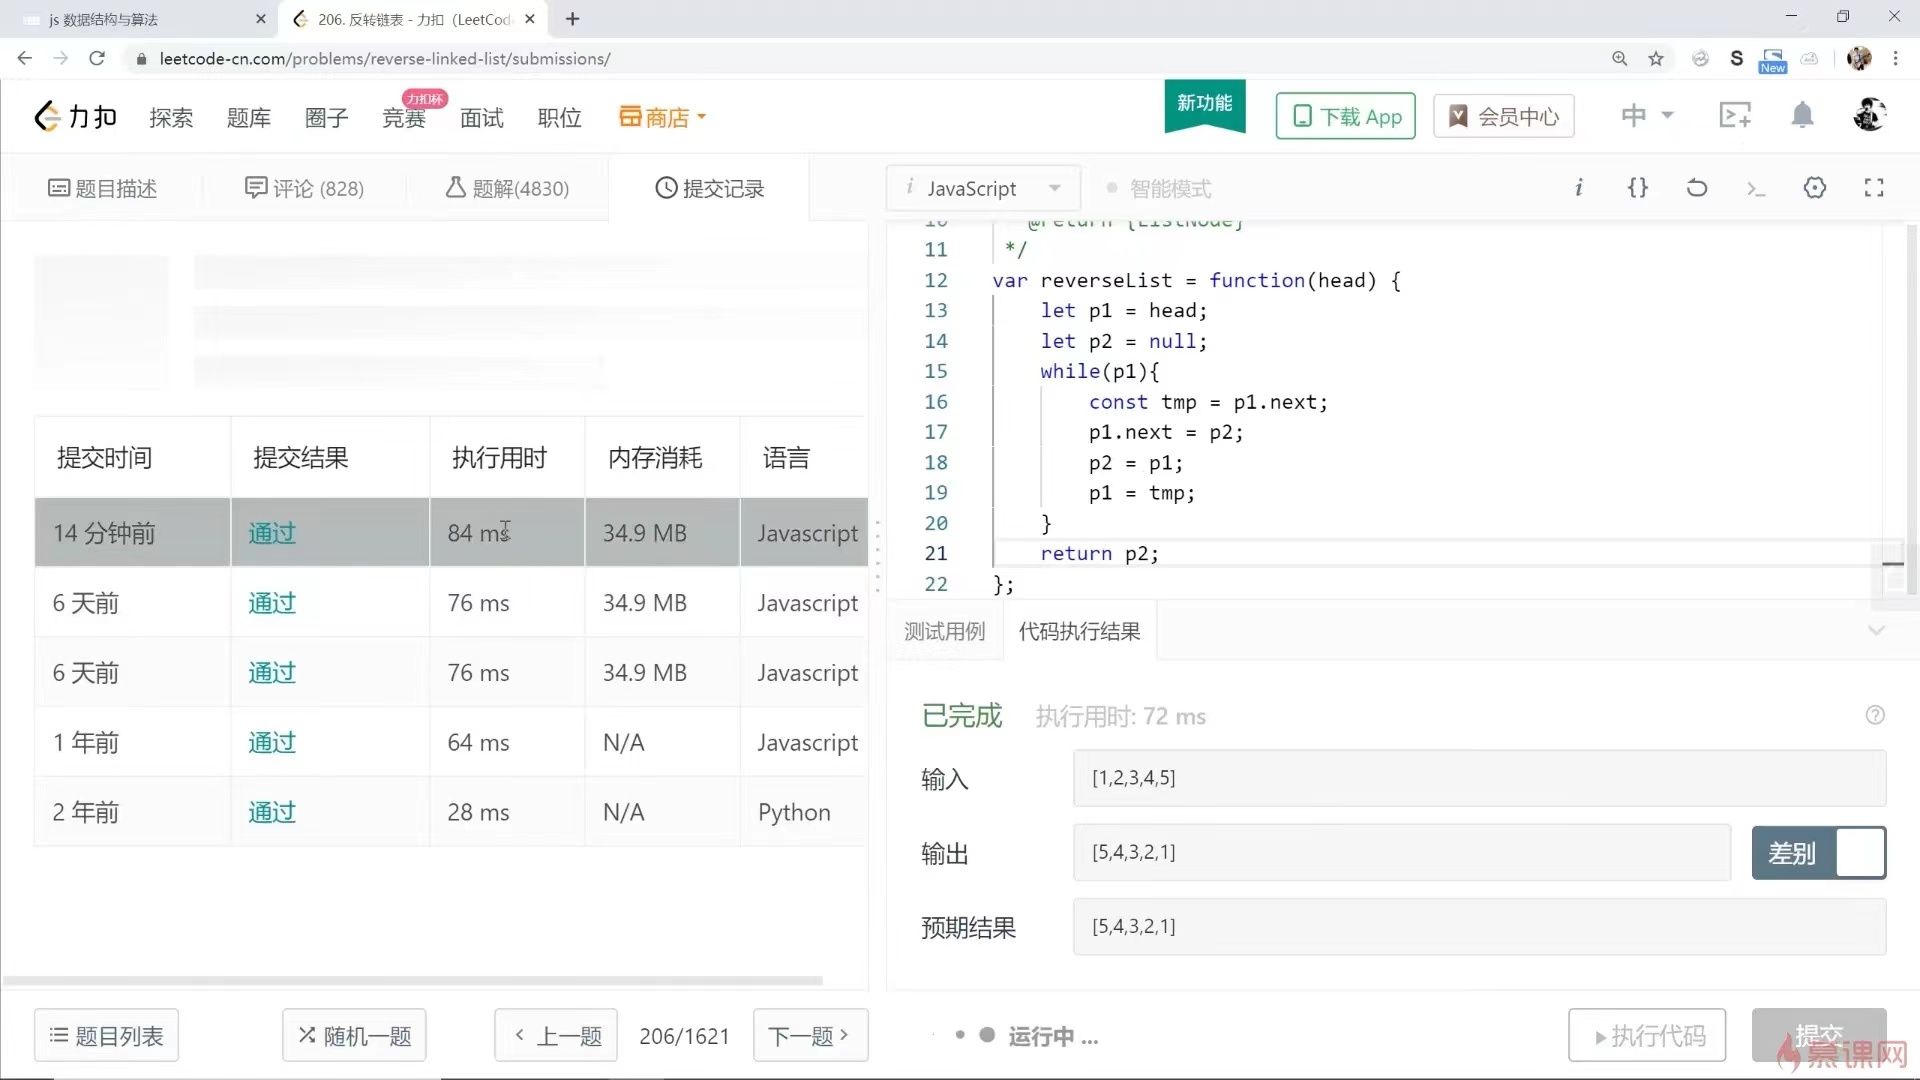 js 数据结构与算法
206. 反转链表 - 力扣 (LeetCod
leetcode-cn.com/problems/reverse-linked-list/submissions/
S
New
力扣
探索
题库
圈子
竞赛
力扣杯
面试
职位
商店
新功能
下载 App
会员中心
中
题目描述
评论 (828)
题解(4830)
提交记录
i JavaScript
智能模式
提交时间 提交结果 执行用时 内存消耗 语言
14 分钟前 通过 84 ms 34.9 MB Javascript
6 天前 通过 76 ms 34.9 MB Javascript
6 天前 通过 76 ms 34.9 MB Javascript
1 年前 通过 64 ms N/A Javascript
2 年前 通过 28 ms N/A Python
10 @return {ListNode}
11 */
12 var reverseList = function(head) {
13 let p1 = head;
14 let p2 = null;
15 while(p1){
16 const tmp = p1.next;
17 p1.next = p2;
18 p2 = p1;
19 p1 = tmp;
20 }
21 return p2;
22 };
测试用例
代码执行结果
已完成 执行用时: 72 ms
输入 [1,2,3,4,5]
输出 [5,4,3,2,1]
差别
预期结果 [5,4,3,2,1]
题目列表
随机一题
< 上一题
206/1621
下一题 >
运行中 ...
执行代码
提交
慕课网